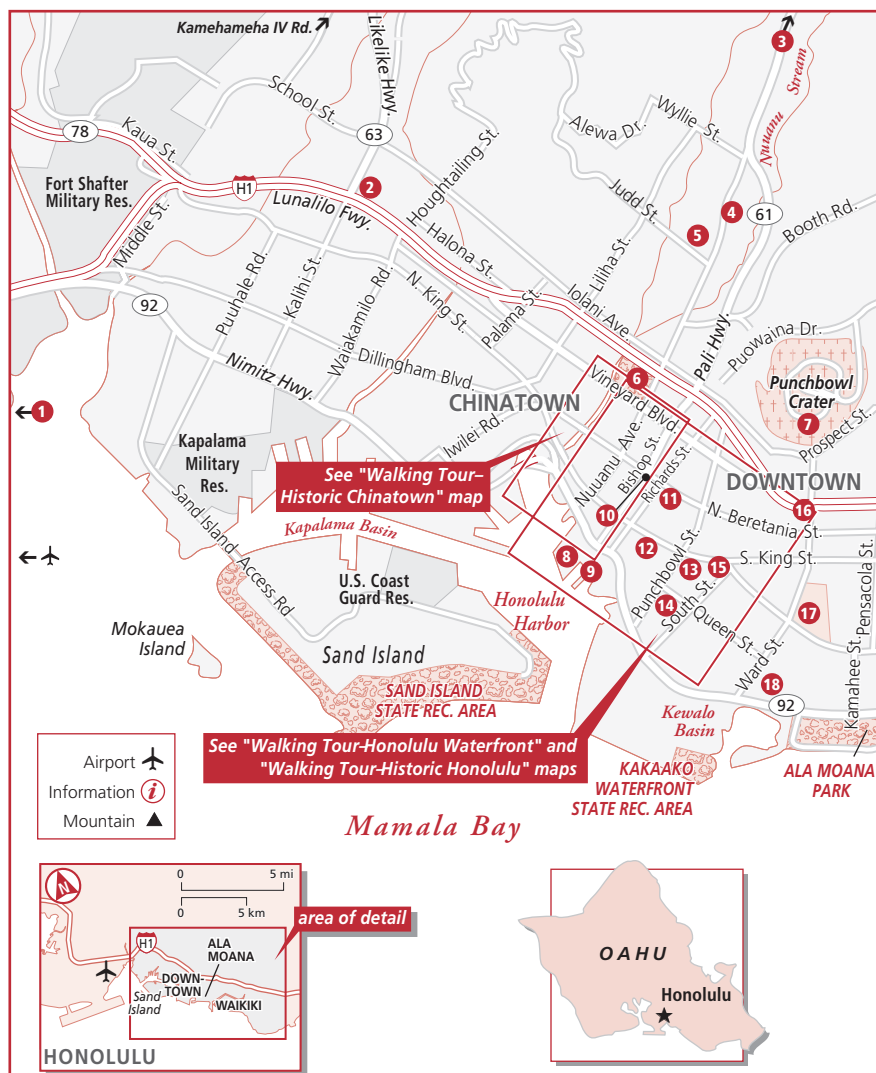 Kamehameha IV Rd.
Likelike Hwy.
3
Stream
Nuuanu
School St.
Wyllie St.
Alewa Dr.
78
Kaua St.
63
Houghtailing St.
Judd St.
H1
2
Fort Shafter
Military Res.
Lunalilo Fwy.
4
61
5
Booth Rd.
Middle St.
Halona St.
Liliha St.
92
Puuhale Rd.
Kalihi St.
Waiakamilo Rd.
N. King St.
Palama St.
Iolani Ave.
Pali Hwy.
Puowaina Dr.
Nimitz Hwy.
Dillingham Blvd.
6
Vineyard Blvd.
Punchbowl
Crater
7
1
CHINATOWN
Prospect St.
Iwilei Rd.
Kapalama
Military
Res.
Nuuanu Ave.
Bishop St.
Richards St.
DOWNTOWN
See "Walking Tour–
Historic Chinatown" map
11
10
N. Beretania St.
16
Sand Island Access Rd
Kapalama Basin
8
9
12
Punchbowl St.
13
15
S. King St.
U.S. Coast
Guard Res.
Honolulu
Harbor
14
South St.
Queen St.
17
Pensacola St.
Mokauea
Island
Sand Island
Ward St.
Kamahee St.
SAND ISLAND
STATE REC. AREA
18
92
Kewalo
Basin
See "Walking Tour-Honolulu Waterfront" and
"Walking Tour-Historic Honolulu" maps
Airport
Information i
Mountain
KAKAAKO
WATERFRONT
STATE REC. AREA
ALA MOANA
PARK
Mamala Bay
N
0 5 mi
0 5 km
area of detail
H1
ALA
MOANA
DOWN-
TOWN
Sand
Island
WAIKIKI
HONOLULU
OAHU
Honolulu